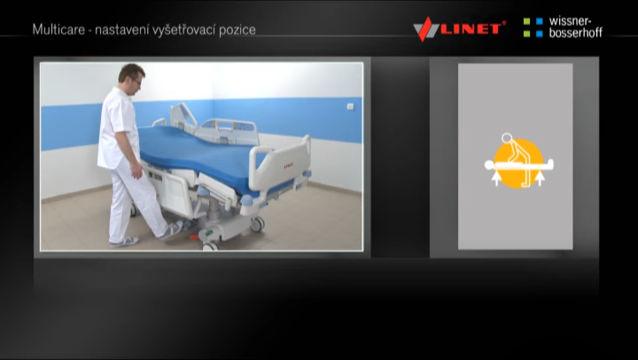 Multicare - nastavení vyšetřovací pozice
LINET®
wissner-
bosserhoff